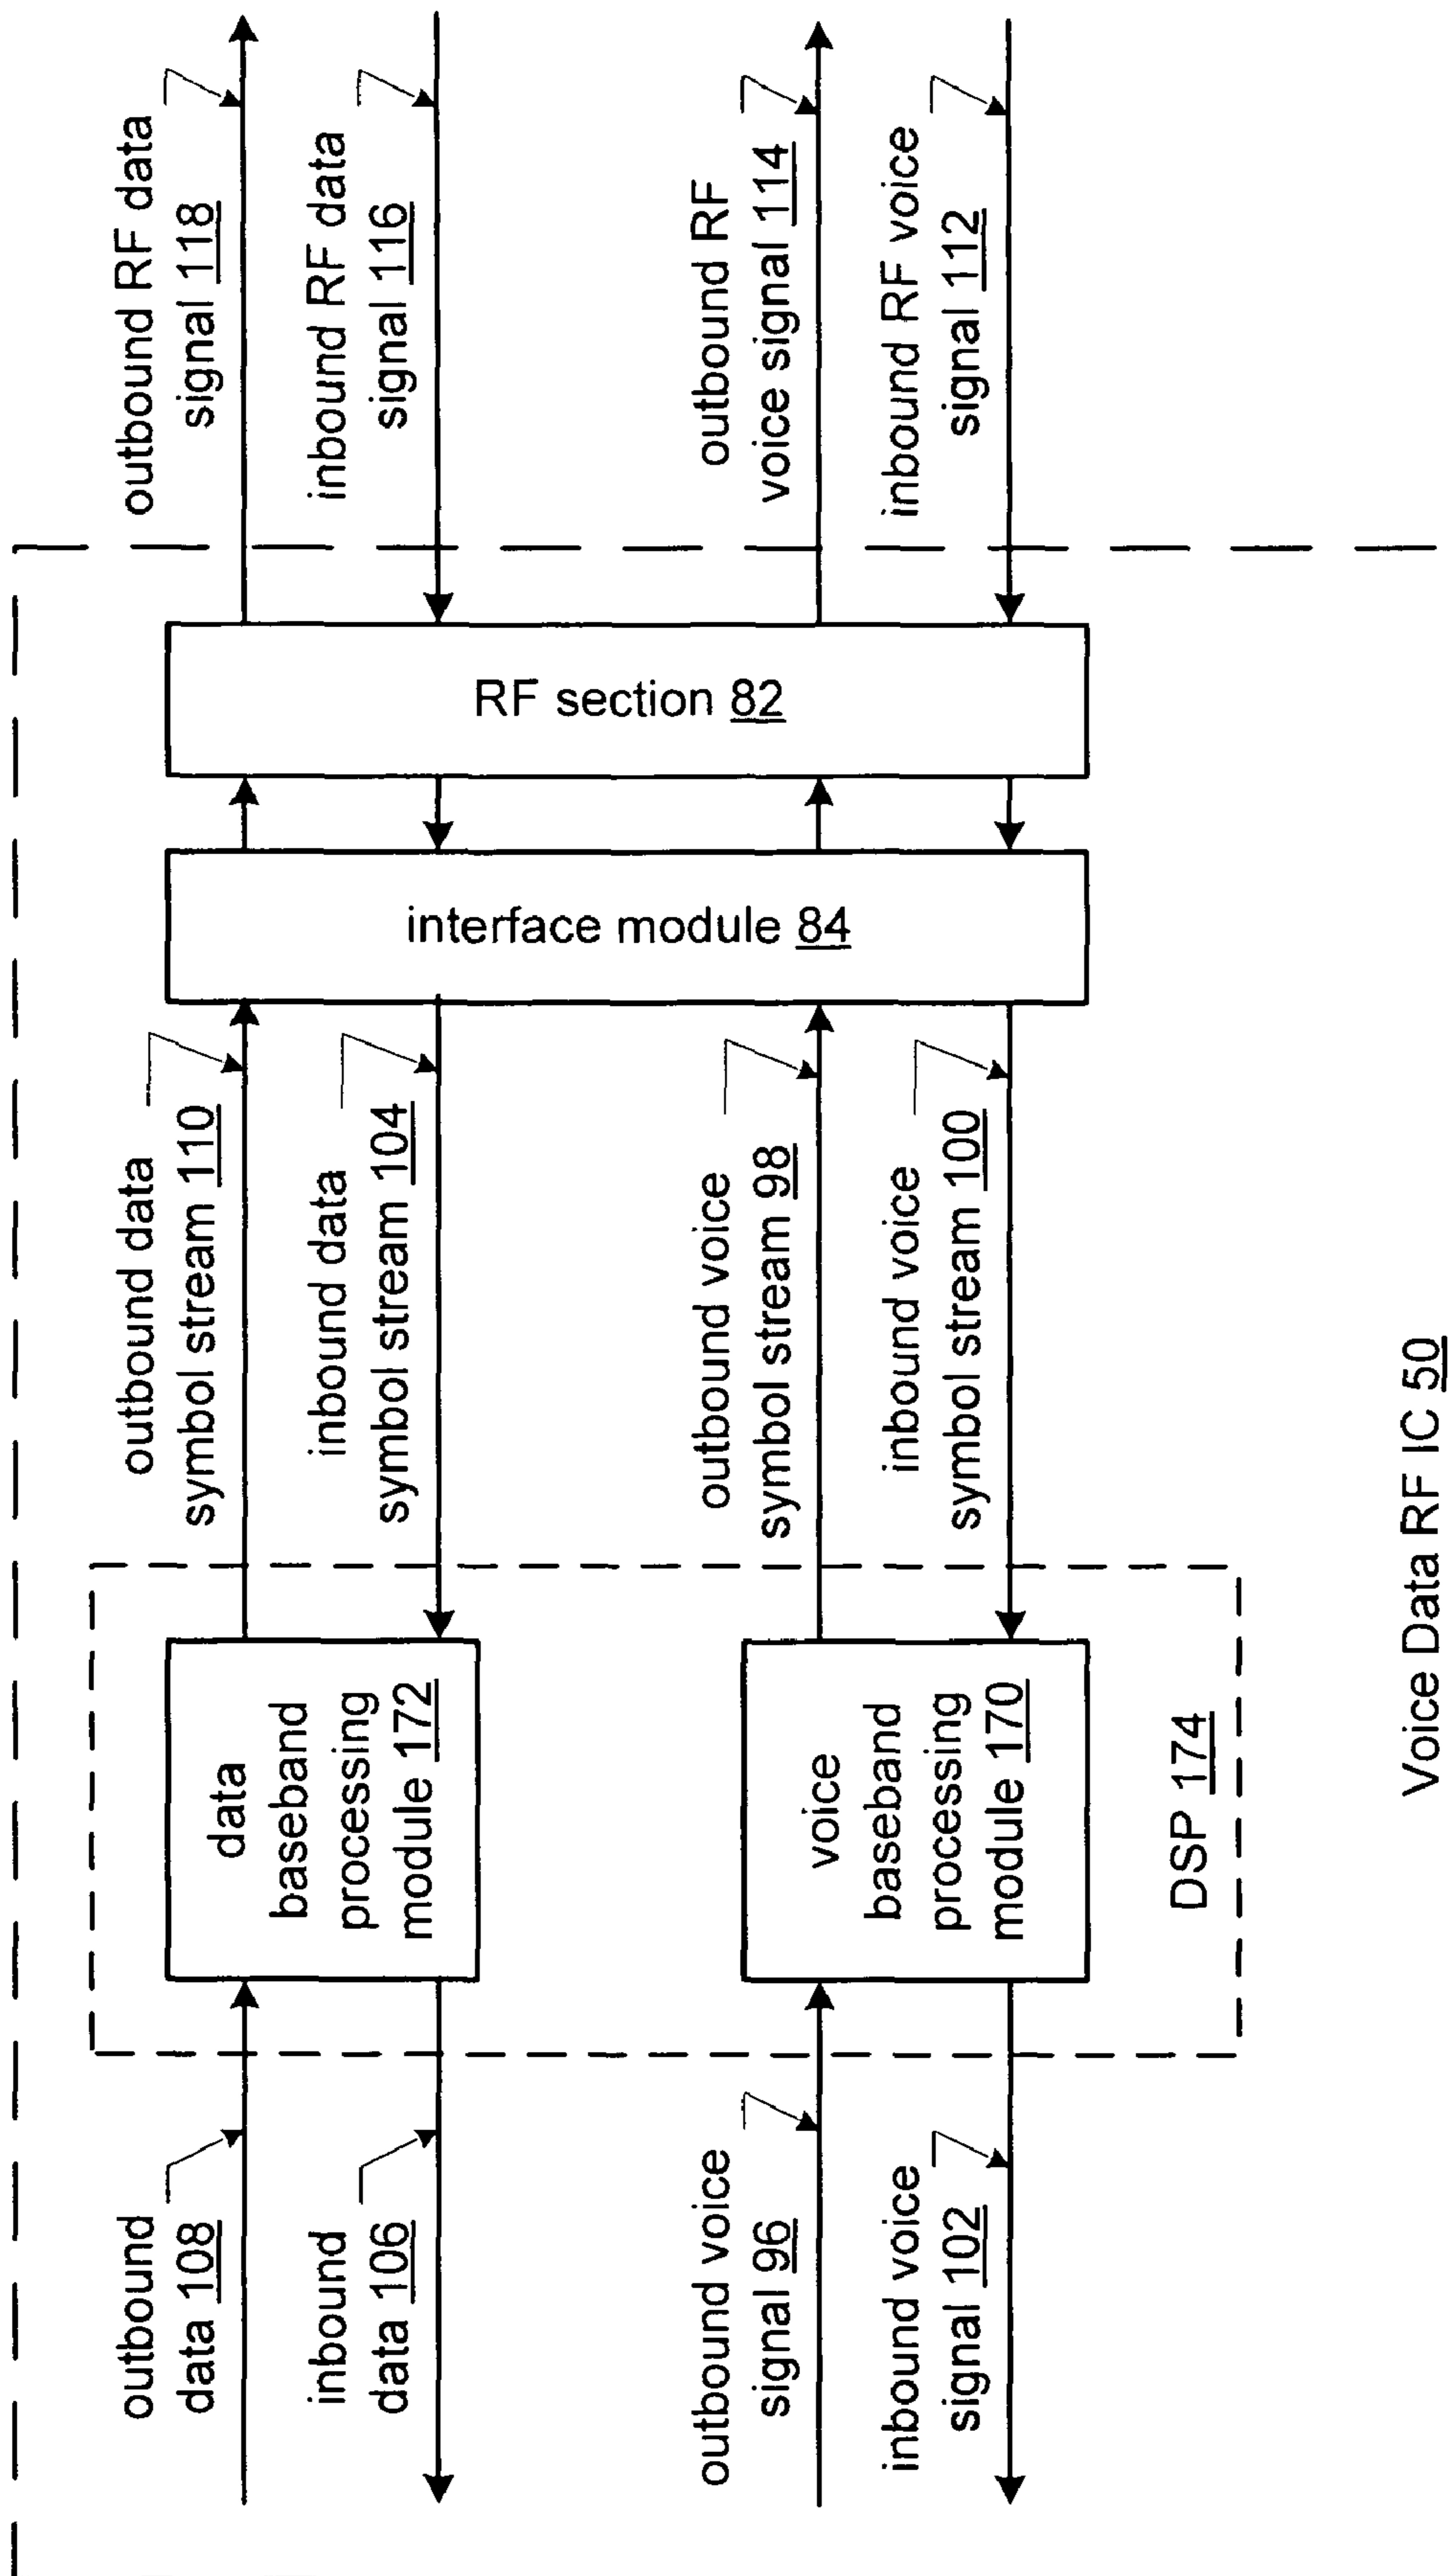 outbound
data 108
outbound data
symbol stream 110
outbound RF data
signal 118
inbound
data 106
inbound data
symbol stream 104
inbound RF data
signal 116
data
baseband
processing
module 172
interface module 84
RF section 82
outbound voice
signal 96
outbound voice
symbol stream 98
outbound RF
voice signal 114
inbound voice
signal 102
inbound voice
symbol stream 100
inbound RF voice
signal 112
voice
baseband
processing
module 170
DSP 174
Voice Data RF IC 50